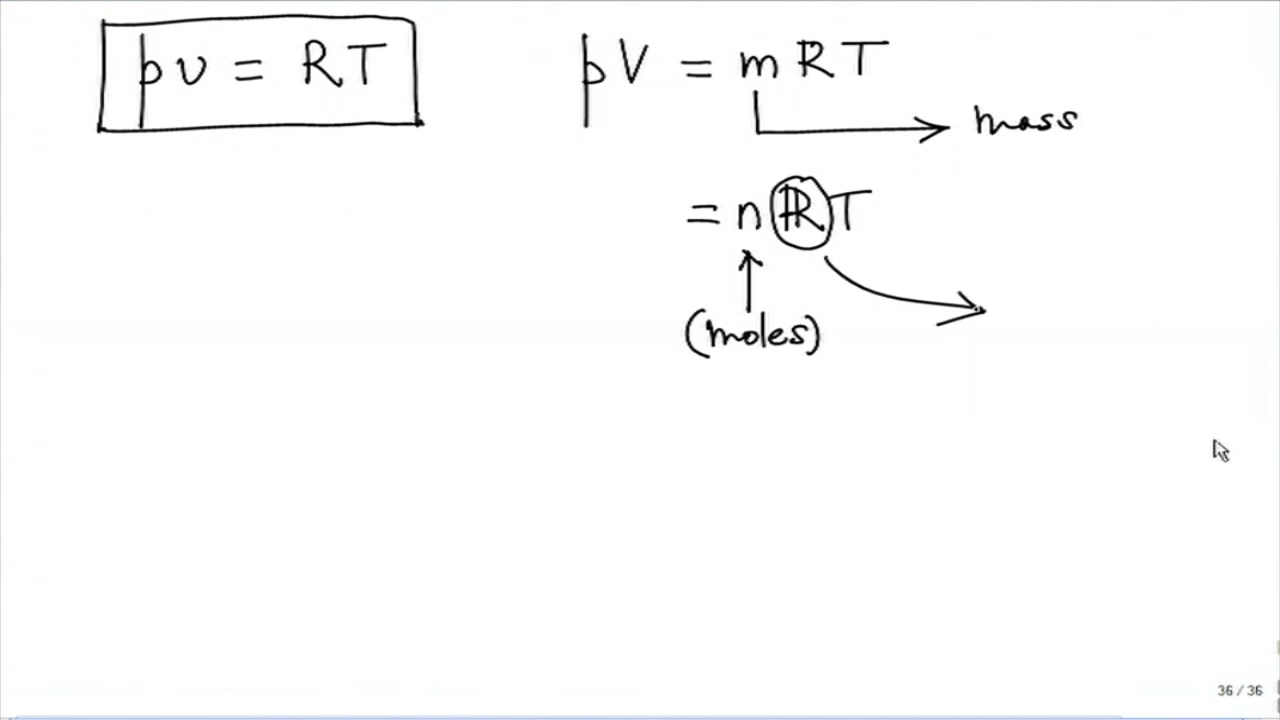 pv = RT
pV = mRT
mass
= nℝT
(moles)
36 / 36